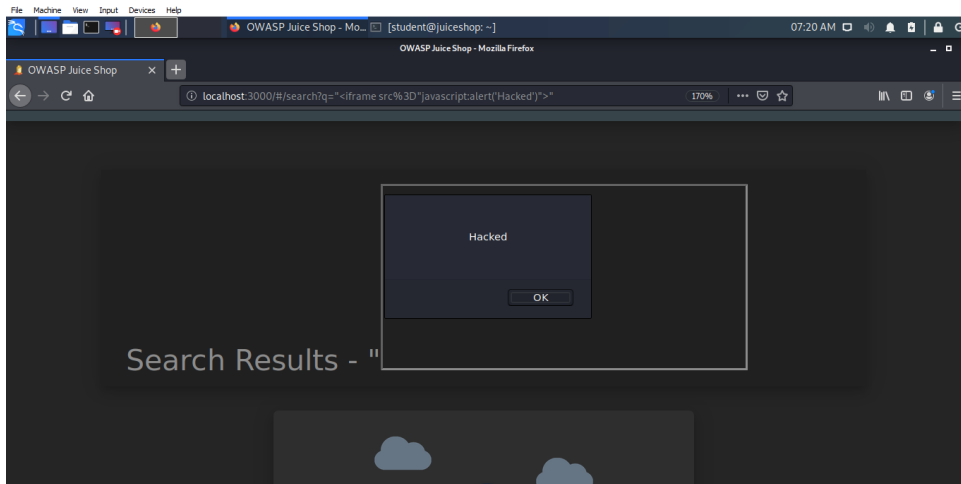 File Machine View Input Devices Help
OWASP Juice Shop - Mo... [student@juiceshop: ~] 07:20 AM
OWASP Juice Shop - Mozilla Firefox
OWASP Juice Shop
localhost:3000/#/search?q="<iframe src%3D"javascript:alert('Hacked')">" 170%
Hacked
OK
Search Results - "